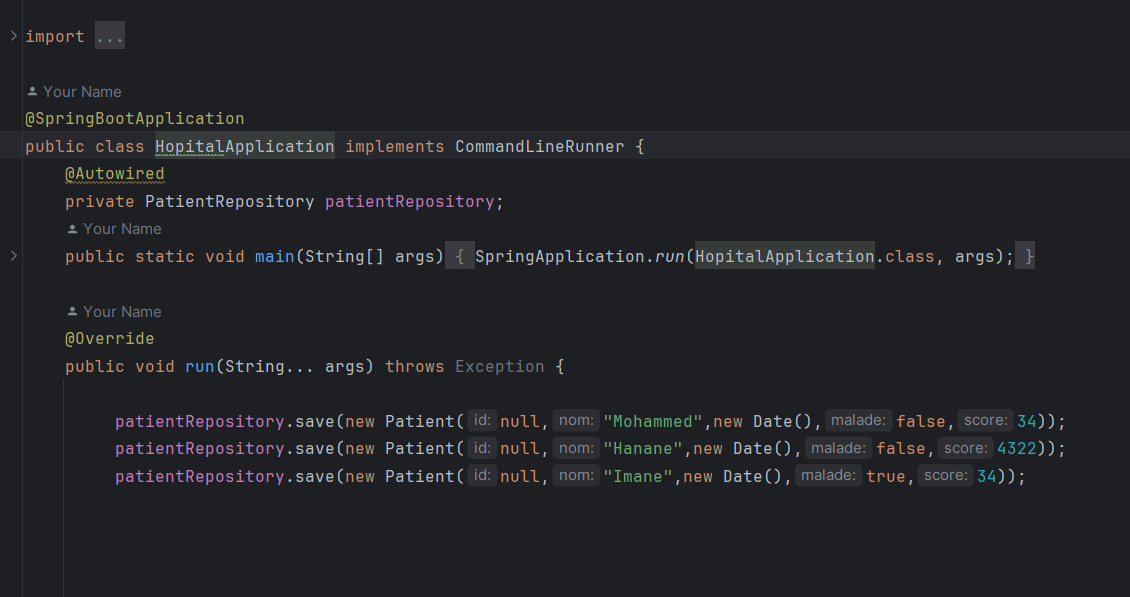 import ...
Your Name
@SpringBootApplication
public class HopitalApplication implements CommandLineRunner {
@Autowired
private PatientRepository patientRepository;
Your Name
public static void main(String[] args) { SpringApplication.run(HopitalApplication.class, args); }
Your Name
@Override
public void run(String... args) throws Exception {
patientRepository.save(new Patient( id: null, nom: "Mohammed",new Date(), malade: false, score: 34));
patientRepository.save(new Patient( id: null, nom: "Hanane",new Date(), malade: false, score: 4322));
patientRepository.save(new Patient( id: null, nom: "Imane",new Date(), malade: true, score: 34));